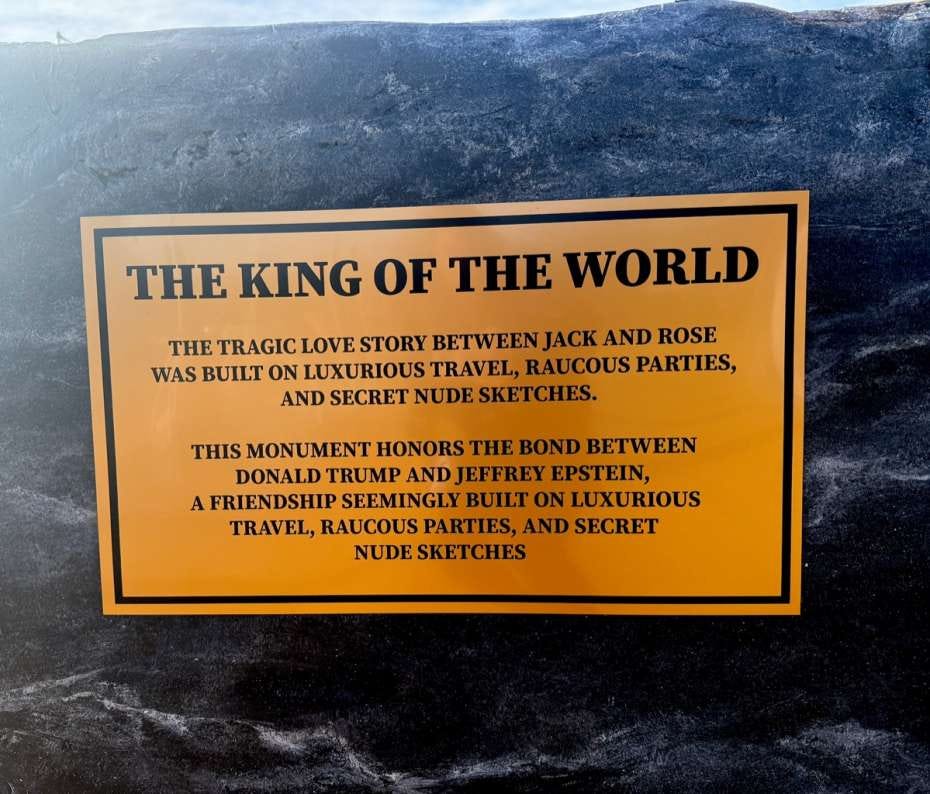 THE KING OF THE WORLD
THE TRAGIC LOVE STORY BETWEEN JACK AND ROSE
WAS BUILT ON LUXURIOUS TRAVEL, RAUCOUS PARTIES,
AND SECRET NUDE SKETCHES.
THIS MONUMENT HONORS THE BOND BETWEEN
DONALD TRUMP AND JEFFREY EPSTEIN,
A FRIENDSHIP SEEMINGLY BUILT ON LUXURIOUS
TRAVEL, RAUCOUS PARTIES, AND SECRET
NUDE SKETCHES